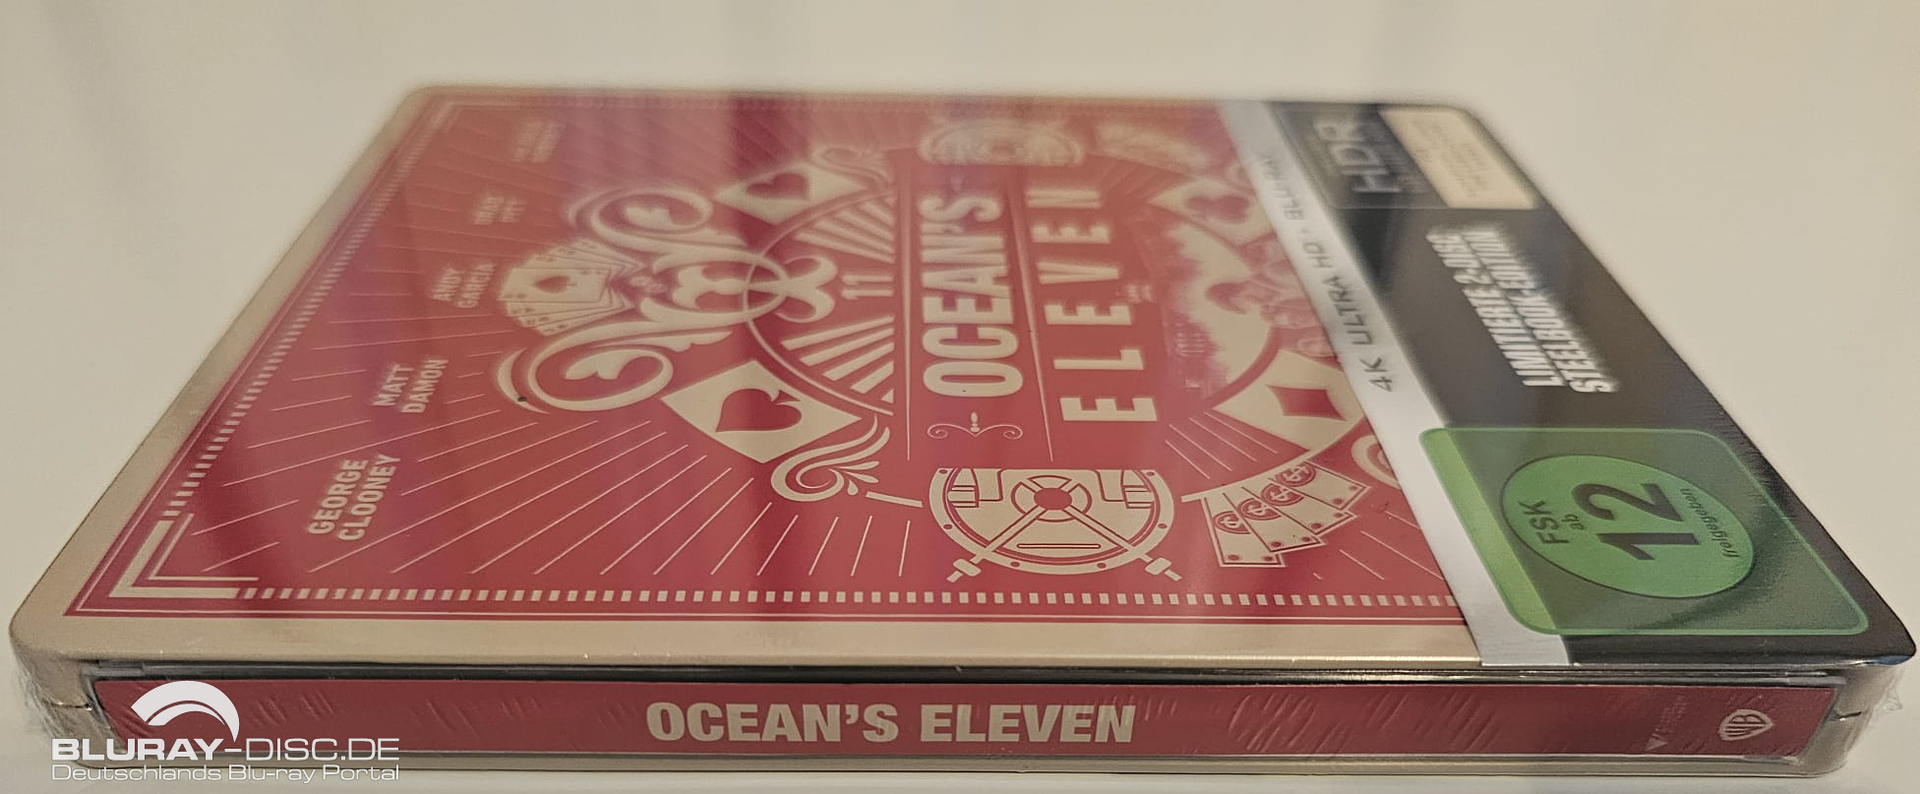 GEORGE
CLOONEY
MATT
DAMON
ANDY
GARCIA
BRAD
PITT
11
OCEAN'S
ELEVEN
4K ULTRA HD + BLU-RAY
HDR
LIMITIERTE 2-DISC
STEELBOOK-EDITION
FSK
ab
12
freigegeben
OCEAN'S ELEVEN
WB
BLURAY-DISC.DE
Deutschlands Blu-ray Portal